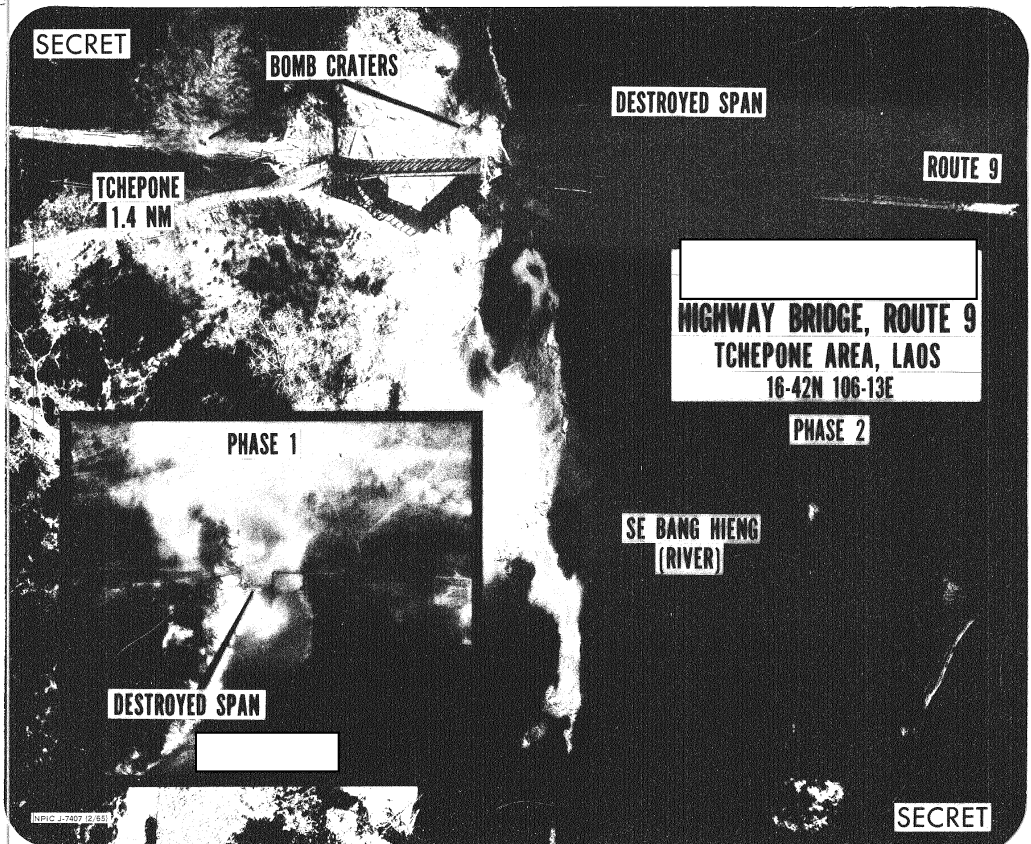 SECRET
BOMB CRATERS
DESTROYED SPAN
ROUTE 9
TCHEPONE
1.4 NM
HIGHWAY BRIDGE, ROUTE 9
TCHEPONE AREA, LAOS
16-42N 106-13E
PHASE 2
PHASE 1
SE BANG HIENG
(RIVER)
DESTROYED SPAN
NPIC J-7407 (2/65)
SECRET